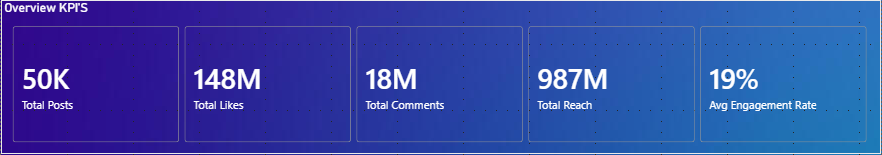 Overview KPI'S
50K
Total Posts
148M
Total Likes
18M
Total Comments
987M
Total Reach
19%
Avg Engagement Rate